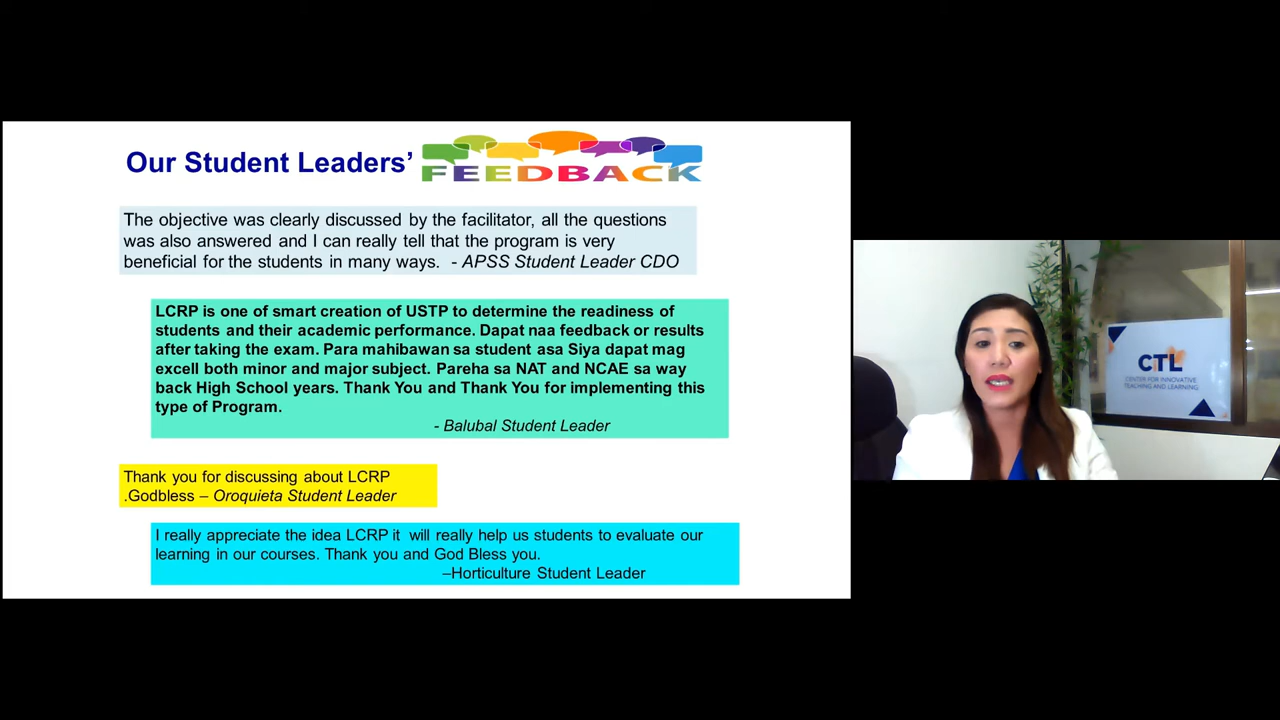 Our Student Leaders’ FEEDBACK
The objective was clearly discussed by the facilitator, all the questions
was also answered and I can really tell that the program is very
beneficial for the students in many ways. - APSS Student Leader CDO
LCRP is one of smart creation of USTP to determine the readiness of
students and their academic performance. Dapat naa feedback or results
after taking the exam. Para mahibawan sa student asa Siya dapat mag
excell both minor and major subject. Pareha sa NAT and NCAE sa way
back High School years. Thank You and Thank You for implementing this
type of Program.
- Balubal Student Leader
Thank you for discussing about LCRP
.Godbless – Oroquieta Student Leader
I really appreciate the idea LCRP it will really help us students to evaluate our
learning in our courses. Thank you and God Bless you.
–Horticulture Student Leader
CTL
CENTER FOR INNOVATIVE
TEACHING AND LEARNING